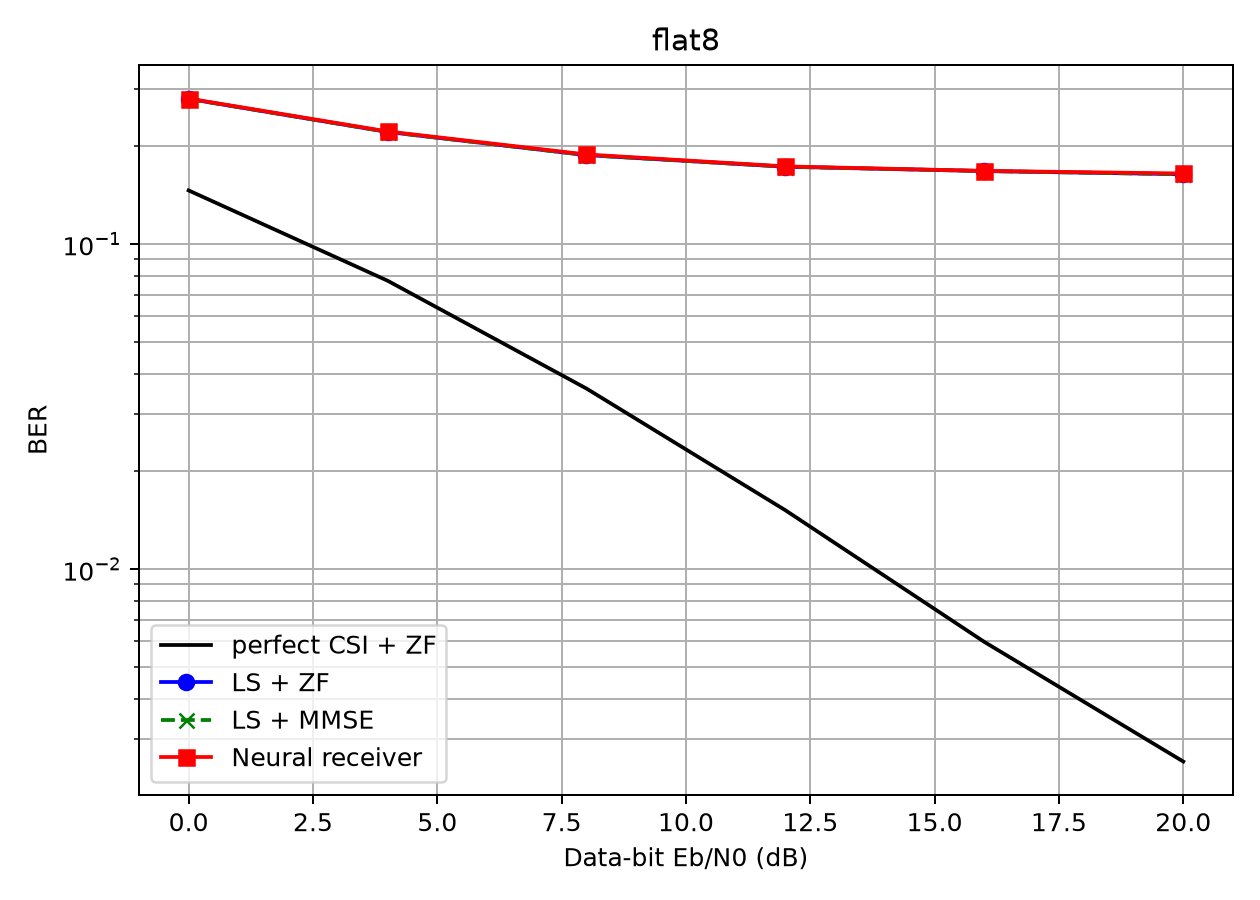 flat8
BER
10⁻¹
10⁻²
perfect CSI + ZF
LS + ZF
LS + MMSE
Neural receiver
0.0 2.5 5.0 7.5 10.0 12.5 15.0 17.5 20.0
Data-bit Eb/N0 (dB)